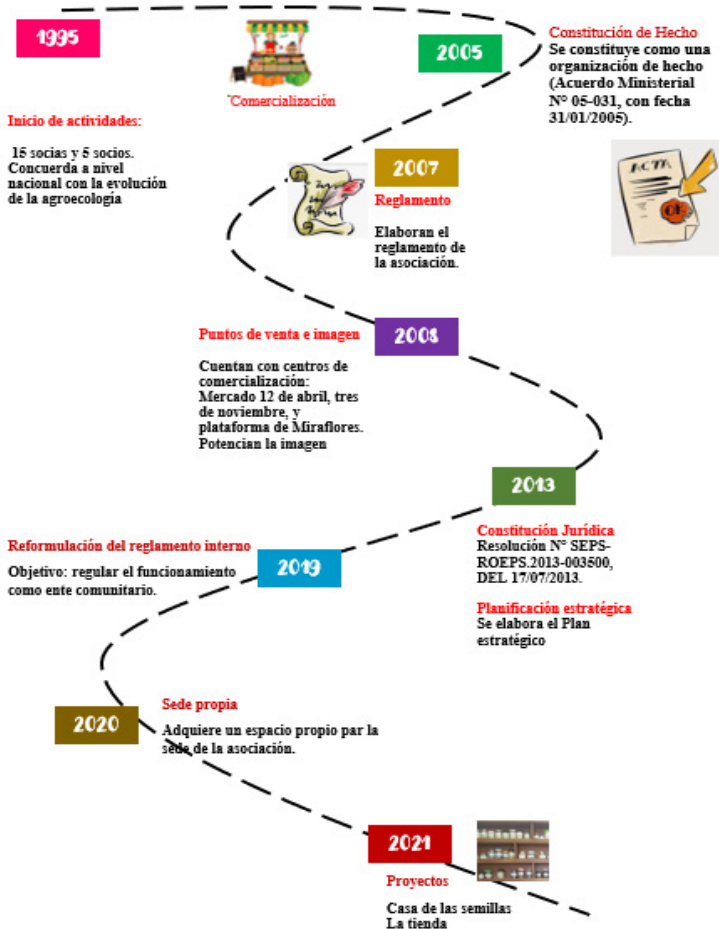 1995
Inicio de actividades:
15 socias y 5 socios.
Concuerda a nivel
nacional con la evolución
de la agroecología
Comercialización
2005
Constitución de Hecho
Se constituye como una
organización de hecho
(Acuerdo Ministerial
N° 05-031, con fecha
31/01/2005).
ACTA
OK
2007
Reglamento
Elaboran el
reglamento de
la asociación.
2008
Puntos de venta e imagen
Cuentan con centros de
comercialización:
Mercado 12 de abril, tres
de noviembre, y
plataforma de Miraflores.
Potencian la imagen
2013
Constitución Jurídica
Resolución N° SEPS-
ROEPS.2013-003500,
DEL 17/07/2013.
Planificación estratégica
Se elabora el Plan
estratégico
2019
Reformulación del reglamento interno
Objetivo: regular el funcionamiento
como ente comunitario.
2020
Sede propia
Adquiere un espacio propio par la
sede de la asociación.
2021
Proyectos
Casa de las semillas
La tienda